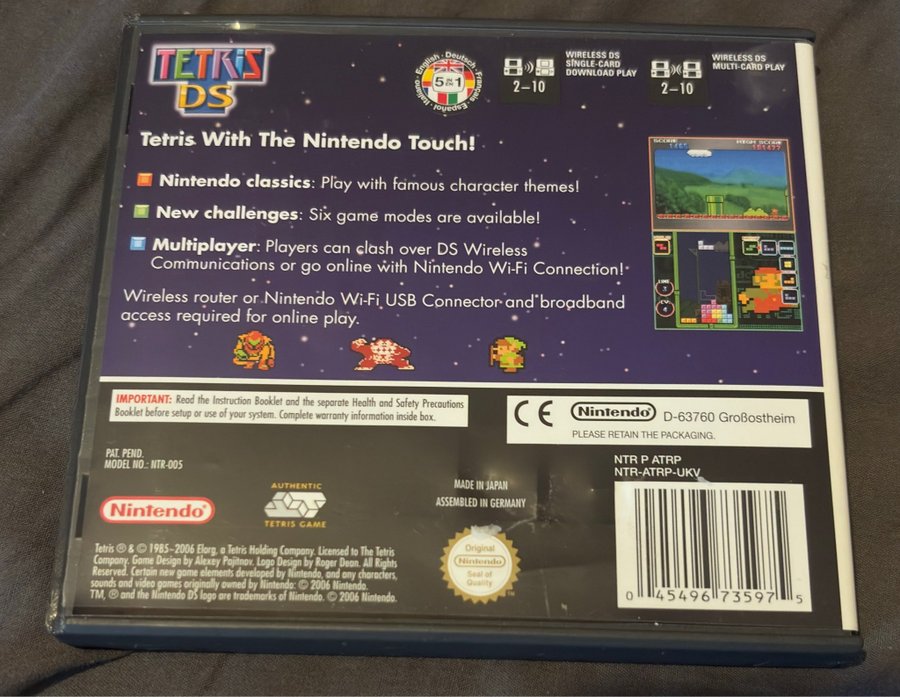 TETRIS
DS
English · Deutsch · Français · Español · Italiano
5 IN 1
2-10
WIRELESS DS
SINGLE-CARD
DOWNLOAD PLAY
2-10
WIRELESS DS
MULTI-CARD PLAY
Tetris With The Nintendo Touch!
Nintendo classics: Play with famous character themes!
New challenges: Six game modes are available!
Multiplayer: Players can clash over DS Wireless
Communications or go online with Nintendo Wi-Fi Connection!
Wireless router or Nintendo Wi-Fi USB Connector and broadband
access required for online play.
SCORE
HIGH SCORE
IMPORTANT: Read the Instruction Booklet and the separate Health and Safety Precautions
Booklet before setup or use of your system. Complete warranty information inside box.
CE Nintendo D-63760 Großostheim
PLEASE RETAIN THE PACKAGING.
PAT. PEND.
MODEL NO.: NTR-005
NTR P ATRP
NTR-ATRP-UKV
Nintendo
AUTHENTIC
TETRIS GAME
MADE IN JAPAN
ASSEMBLED IN GERMANY
Tetris ® & © 1985-2006 Elorg, a Tetris Holding Company. Licensed to The Tetris
Company. Game Design by Alexey Pajitnov. Logo Design by Roger Dean. All Rights
Reserved. Certain new game elements developed by Nintendo, and any characters,
sounds and video games originally owned by Nintendo: © 2006 Nintendo.
TM, ® and the Nintendo DS logo are trademarks of Nintendo. © 2006 Nintendo.
Original
Nintendo
Seal of
Quality
TM
0 45496 73597 5